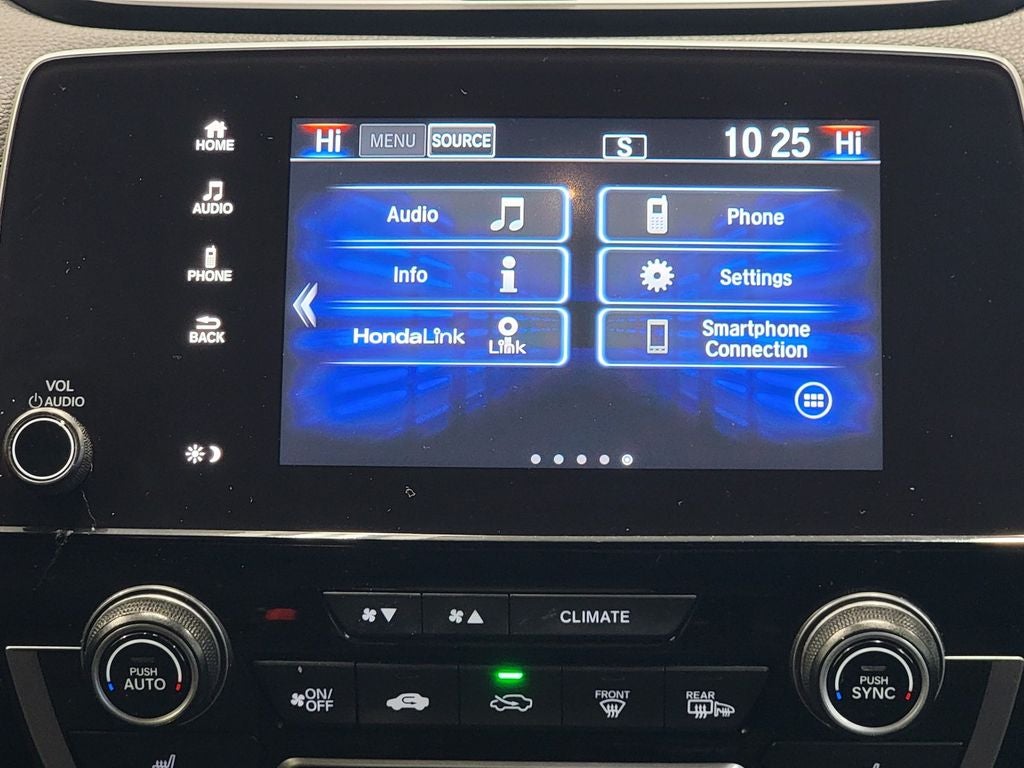 HOME
AUDIO
PHONE
BACK
VOL
AUDIO
Hi MENU SOURCE S 10 25 Hi
Audio
Phone
Info
Settings
HondaLink Link
Smartphone
Connection
CLIMATE
PUSH
AUTO
ON/
OFF
FRONT
REAR
PUSH
SYNC